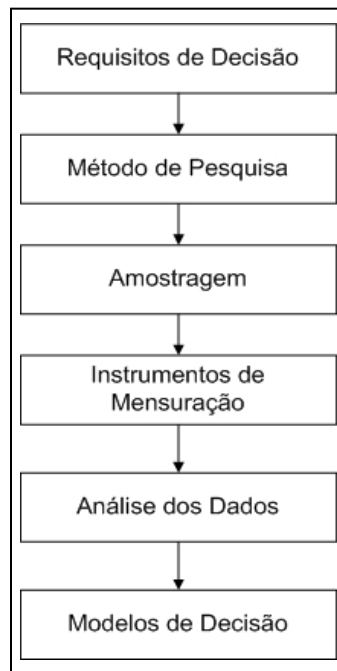 Requisitos de Decisão
Método de Pesquisa
Amostragem
Instrumentos de
Mensuração
Análise dos Dados
Modelos de Decisão